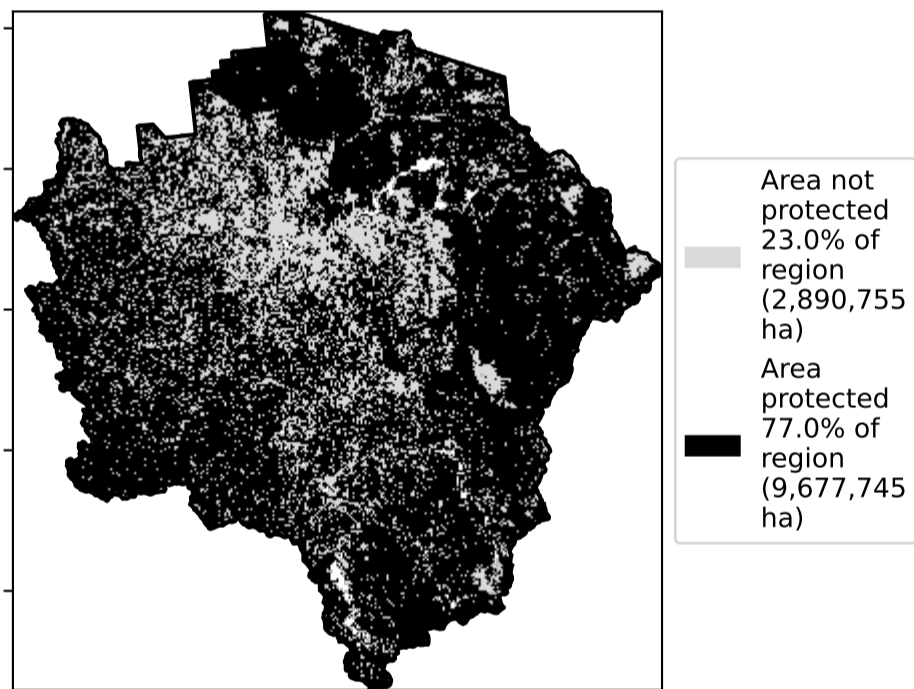 Area not
protected
23.0% of
region
(2,890,755
ha)
Area
protected
77.0% of
region
(9,677,745
ha)